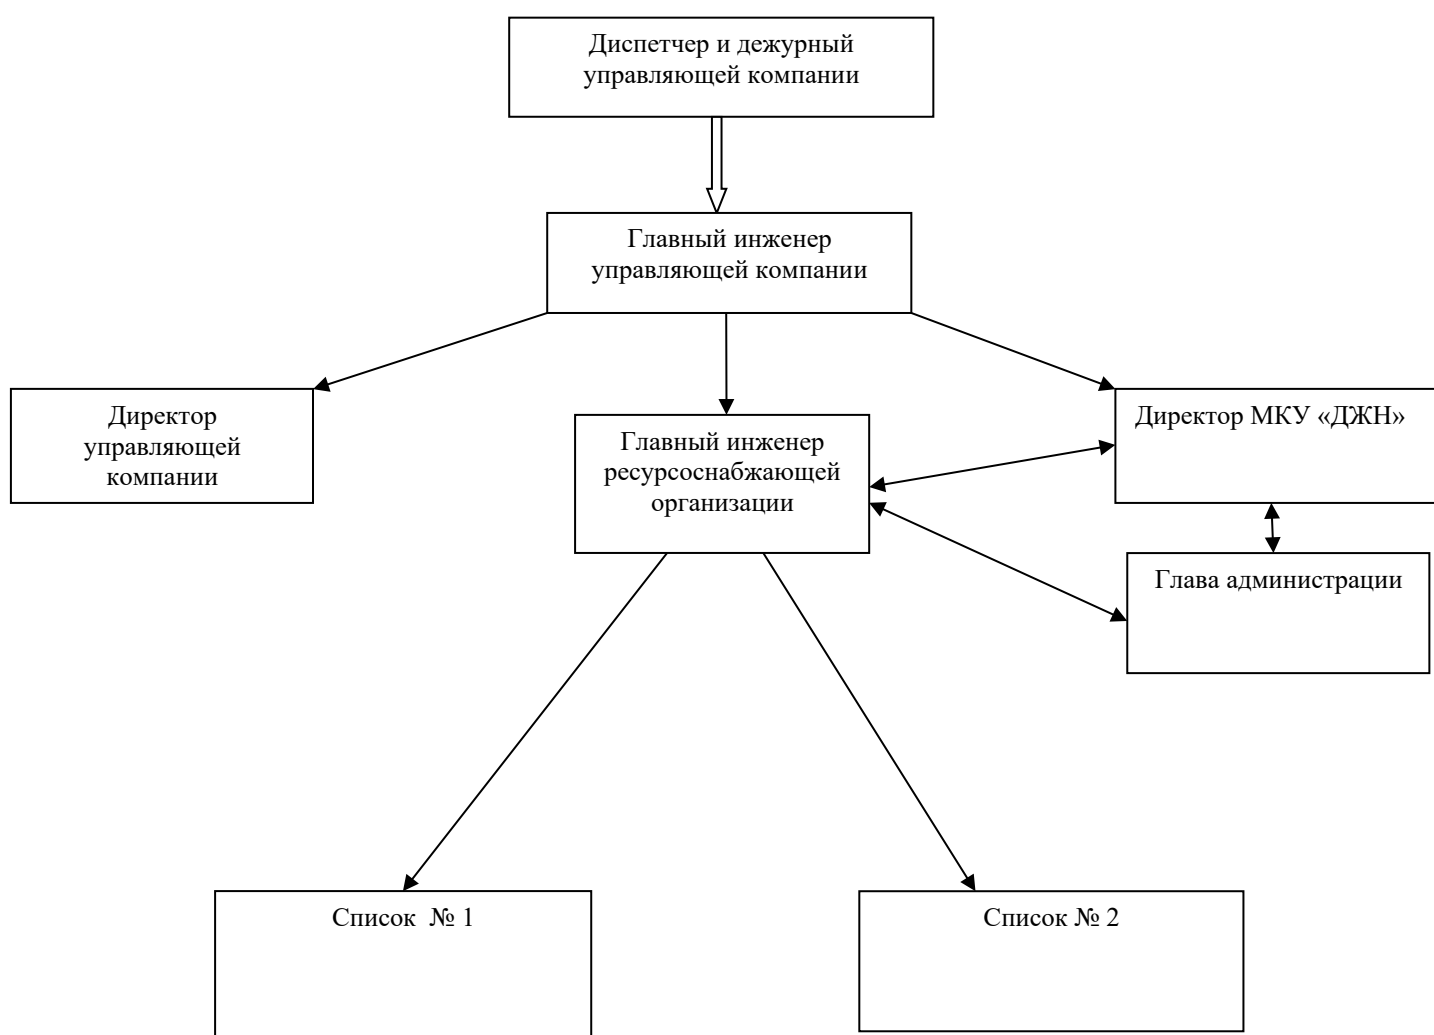 Диспетчер и дежурный
управляющей компании
Главный инженер
управляющей компании
Директор
управляющей
компании
Главный инженер
ресурсоснабжающей
организации
Директор МКУ «ДЖН»
Глава администрации
Список № 1
Список № 2